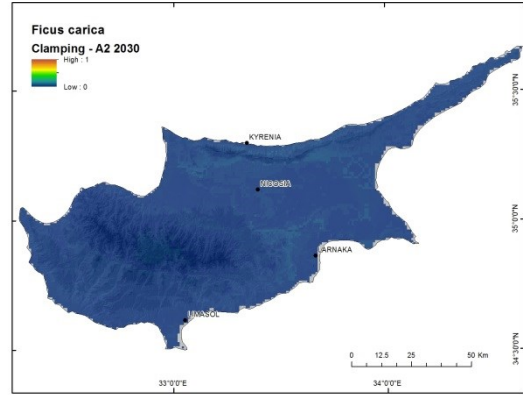 Ficus carica
Clamping - A2 2030
High : 1
Low : 0
35°30'0"E
KYRENIA
NICOSIA
35°0'0"E
ARNAKA
LIMASOL
34°30'0"E
0 12.5 25 50 Km
33°0'0"E 34°0'0"E